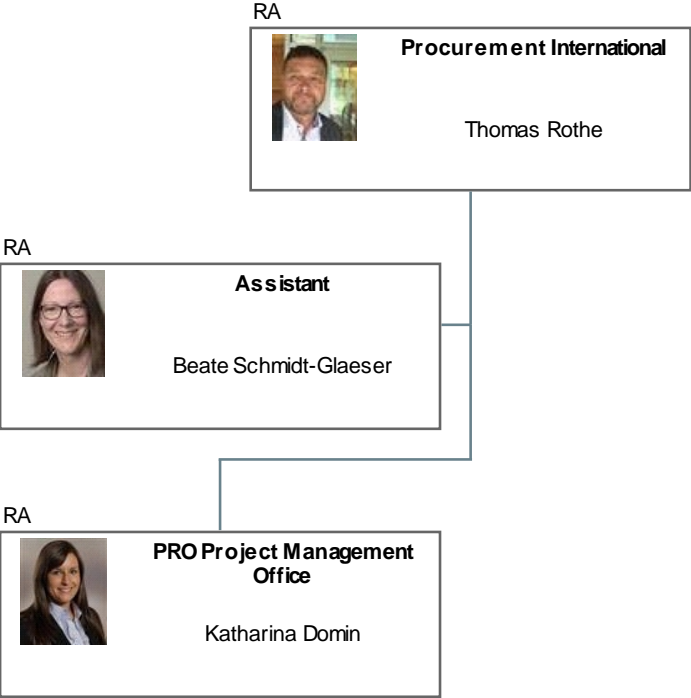 RA
Procurement International
Thomas Rothe
RA
Assistant
Beate Schmidt-Glaeser
RA
PRO Project Management
Office
Katharina Domin